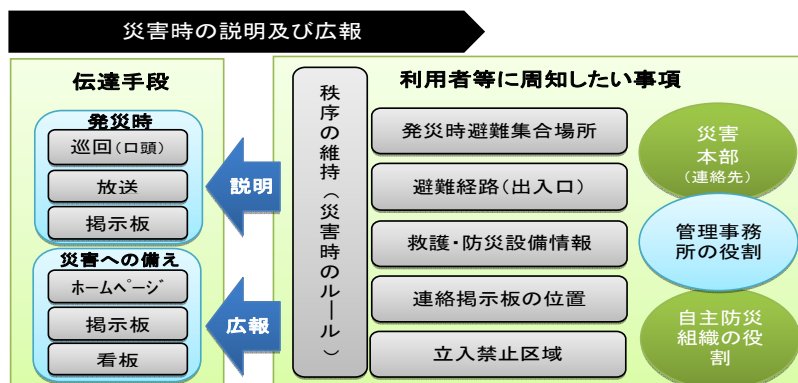 災害時の説明及び広報
伝達手段
発災時
巡回(口頭)
放送
掲示板
災害への備え
ホームページ
掲示板
看板
説明
広報
利用者等に周知したい事項
秩序の維持(災害時のルール)
発災時避難集合場所
避難経路(出入口)
救護・防災設備情報
連絡掲示板の位置
立入禁止区域
災害
本部
(連絡先)
管理事務
所の役割
自主防災
組織の役
割